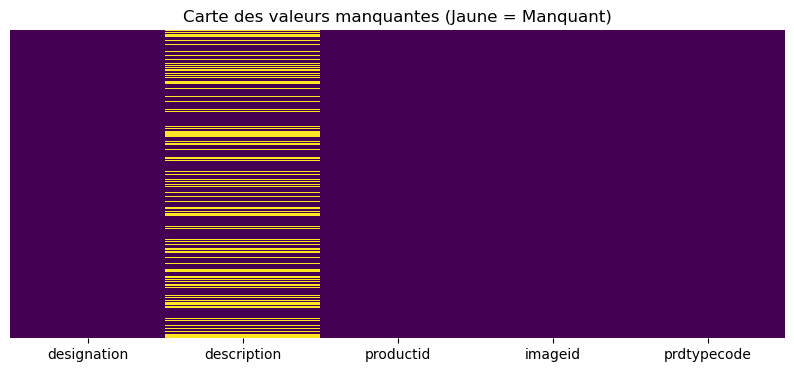 Carte des valeurs manquantes (Jaune = Manquant)
designation description productid imageid prdtypecode